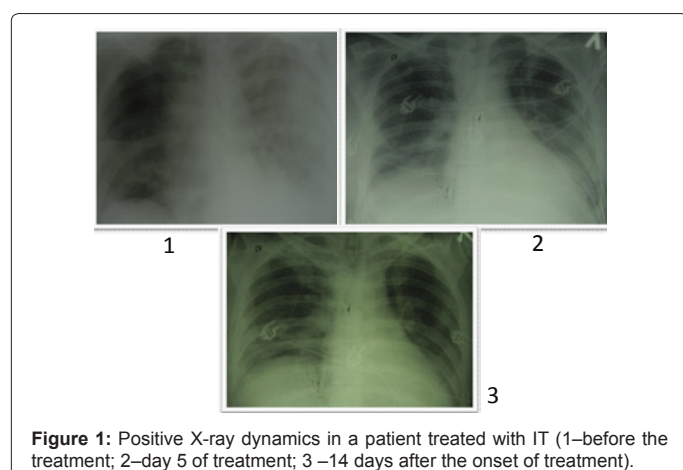 1
2
3
Figure 1: Positive X-ray dynamics in a patient treated with IT (1–before the
treatment; 2–day 5 of treatment; 3 –14 days after the onset of treatment).